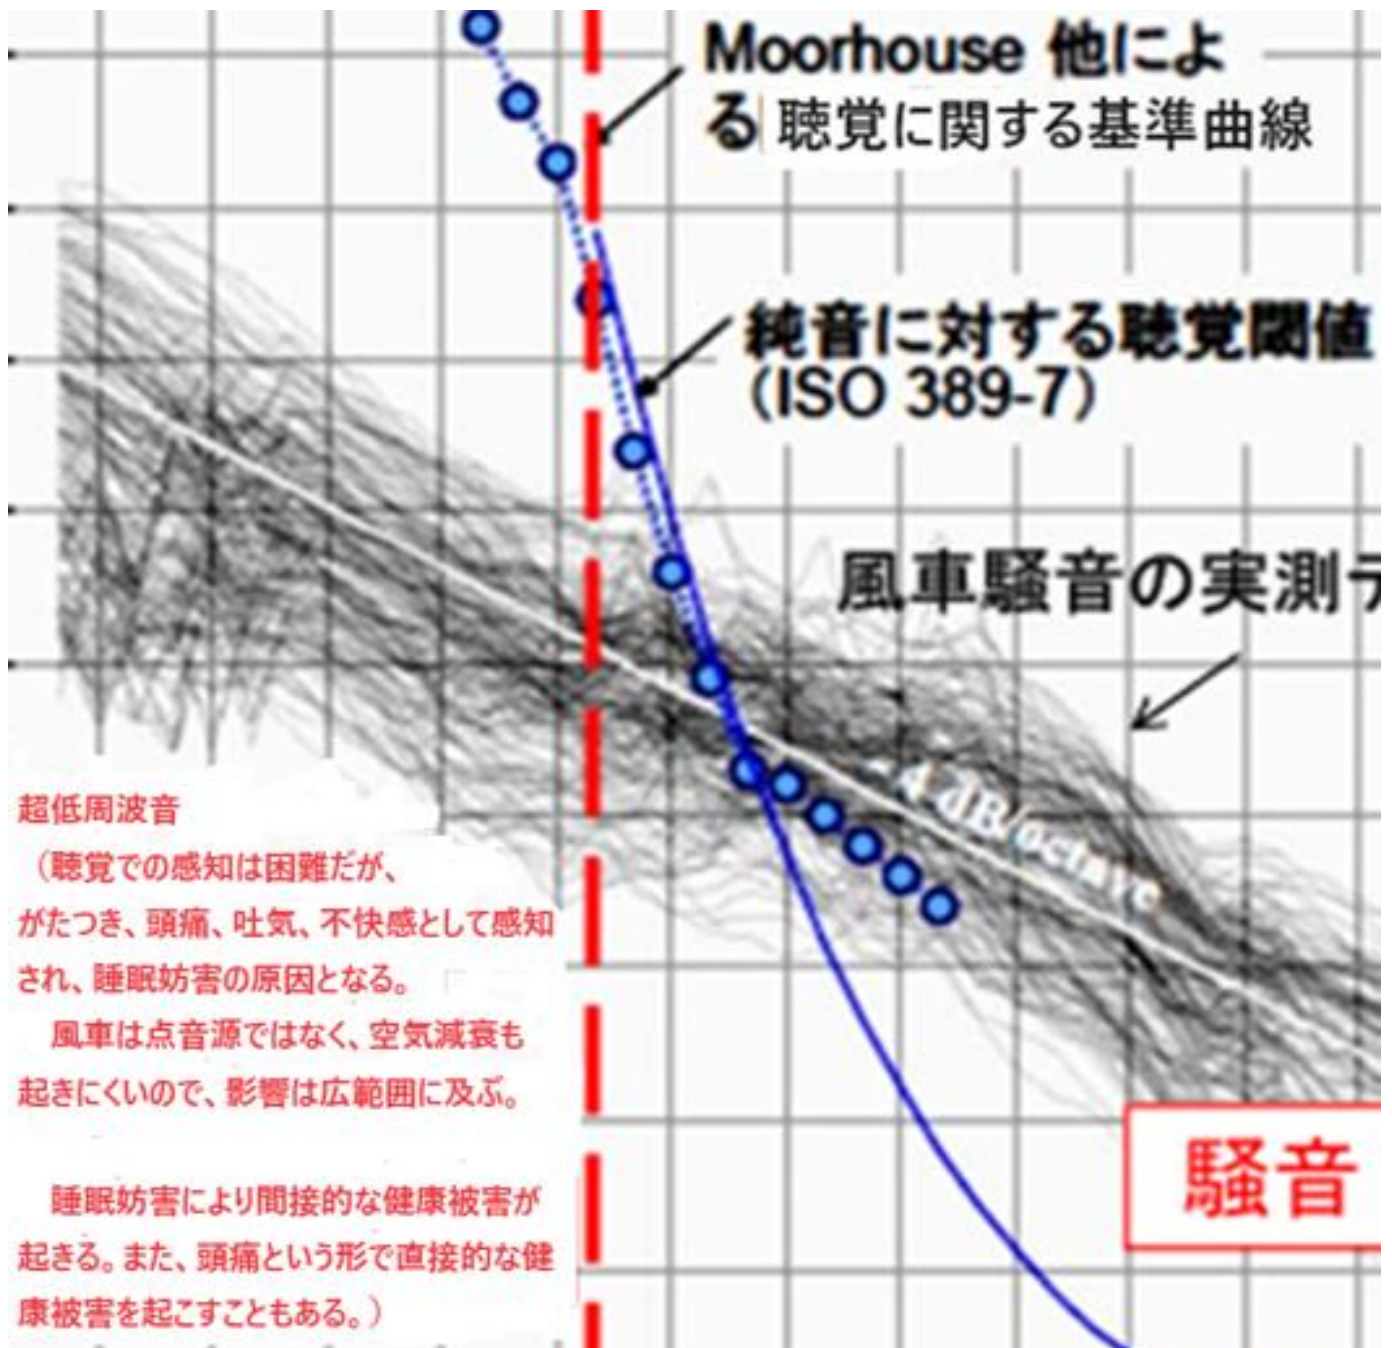 Moorhouse 他によ
る 聴覚に関する基準曲線
純音に対する聴覚閾値
（ISO 389-7）
風車騒音の実測デ
- 4 dB/octave
超低周波音
（聴覚での感知は困難だが、
がたつき、頭痛、吐気、不快感として感知
され、睡眠妨害の原因となる。
風車は点音源ではなく、空気減衰も
起きにくいので、影響は広範囲に及ぶ。
睡眠妨害により間接的な健康被害が
起きる。また、頭痛という形で直接的な健
康被害を起こすこともある。）
騒音